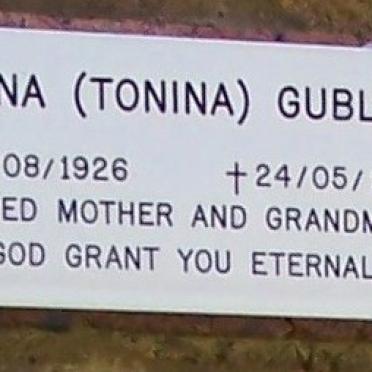 NA (TONINA) GUBL
08/1926 †24/05/
ED MOTHER AND GRANDM
GOD GRANT YOU ETERNAL